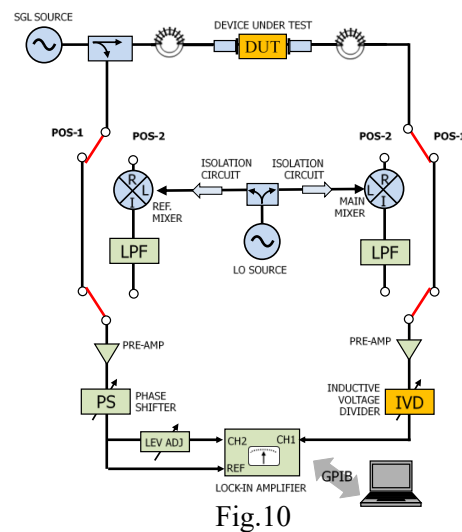 SGL SOURCE
DEVICE UNDER TEST
DUT
POS-1
POS-2
POS-2
POS-1
ISOLATION
CIRCUIT
ISOLATION
CIRCUIT
R
L
I
REF.
MIXER
MAIN
MIXER
R
L
I
LPF
LO SOURCE
LPF
PRE-AMP
PRE-AMP
PS
PHASE
SHIFTER
INDUCTIVE
VOLTAGE
DIVIDER
IVD
LEV ADJ
CH2
CH1
REF
LOCK-IN AMPLIFIER
GPIB
Fig.10